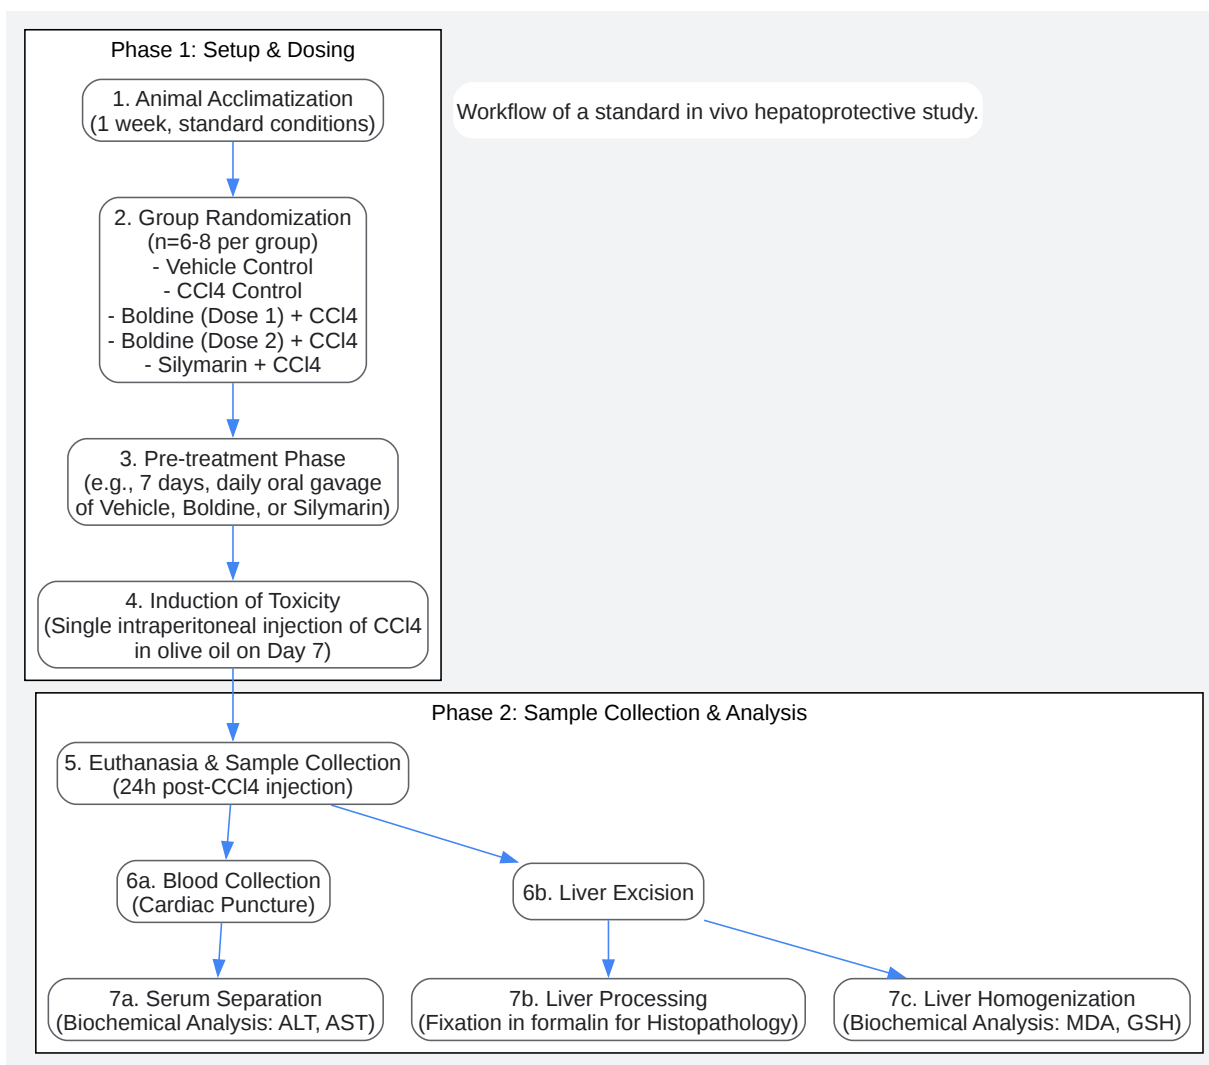 Phase 1: Setup & Dosing
1. Animal Acclimatization
(1 week, standard conditions)
Workflow of a standard in vivo hepatoprotective study.
2. Group Randomization
(n=6-8 per group)
- Vehicle Control
- CCl4 Control
- Boldine (Dose 1) + CCl4
- Boldine (Dose 2) + CCl4
- Silymarin + CCl4
3. Pre-treatment Phase
(e.g., 7 days, daily oral gavage
of Vehicle, Boldine, or Silymarin)
4. Induction of Toxicity
(Single intraperitoneal injection of CCl4
in olive oil on Day 7)
Phase 2: Sample Collection & Analysis
5. Euthanasia & Sample Collection
(24h post-CCl4 injection)
6a. Blood Collection
(Cardiac Puncture)
6b. Liver Excision
7a. Serum Separation
(Biochemical Analysis: ALT, AST)
7b. Liver Processing
(Fixation in formalin for Histopathology)
7c. Liver Homogenization
(Biochemical Analysis: MDA, GSH)